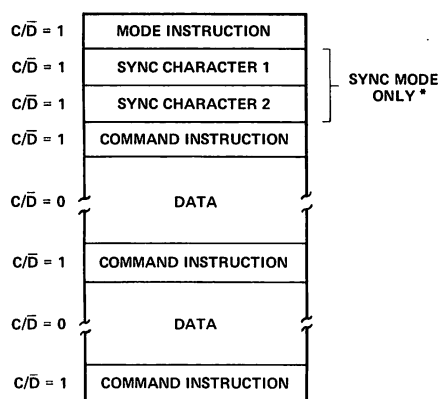 C/D̅ = 1 MODE INSTRUCTION
C/D̅ = 1 SYNC CHARACTER 1
C/D̅ = 1 SYNC CHARACTER 2
SYNC MODE
ONLY *
C/D̅ = 1 COMMAND INSTRUCTION
C/D̅ = 0 DATA
C/D̅ = 1 COMMAND INSTRUCTION
C/D̅ = 0 DATA
C/D̅ = 1 COMMAND INSTRUCTION